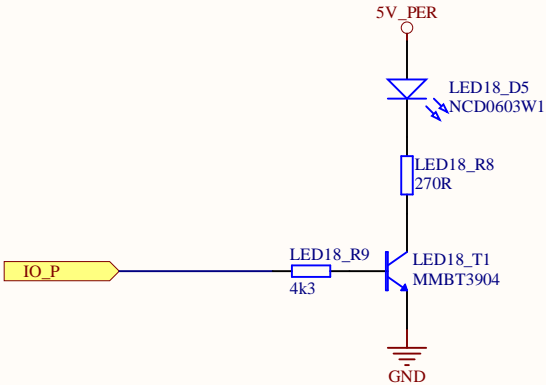 5V_PER
LED18_D5
NCD0603W1
LED18_R8
270R
LED18_R9
4k3
LED18_T1
MMBT3904
IO_P
GND